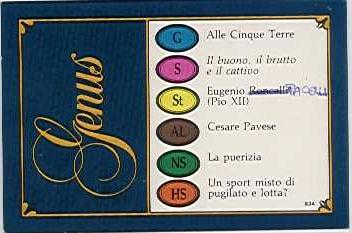 Genus
G Alle Cinque Terre
S Il buono, il brutto
e il cattivo
St Eugenio Roncalli PACELLI
(Pio XII)
AL Cesare Pavese
NS La puerizia
HS Un sport misto di
pugilato e lotta?
834